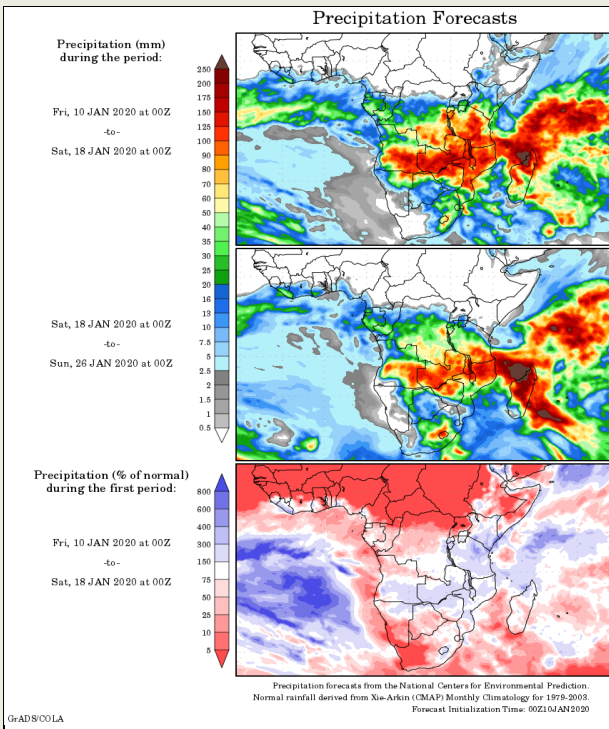 Precipitation Forecasts
Precipitation (mm)
during the period:
Fri, 10 JAN 2020 at 00Z
-to-
Sat, 18 JAN 2020 at 00Z
250
200
175
150
125
100
90
80
70
60
50
40
35
30
25
20
16
13
10
7.5
5
2.5
2
1.5
1
0.5
Sat, 18 JAN 2020 at 00Z
-to-
Sun, 26 JAN 2020 at 00Z
Precipitation (% of normal)
during the first period:
Fri, 10 JAN 2020 at 00Z
-to-
Sat, 18 JAN 2020 at 00Z
800
600
400
300
150
75
50
25
10
5
Precipitation forecasts from the National Centers for Environmental Prediction.
Normal rainfall derived from Xie-Arkin (CMAP) Monthly Climatology for 1979-2003.
Forecast Initialization Time: 00Z10JAN2020
GrADS/COLA